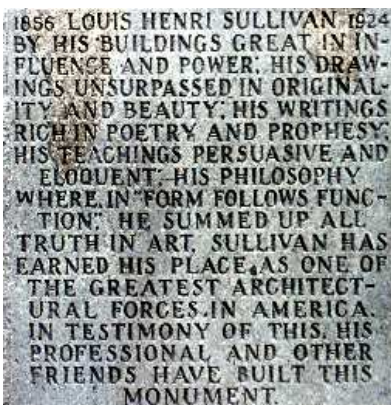 1856 LOUIS HENRI SULLIVAN 1924
BY HIS BUILDINGS GREAT IN IN-
FLUENCE AND POWER; HIS DRAW-
INGS UNSURPASSED IN ORIGINAL-
ITY AND BEAUTY; HIS WRITINGS
RICH IN POETRY AND PROPHESY;
HIS TEACHINGS PERSUASIVE AND
ELOQUENT; HIS PHILOSOPHY
WHERE, IN "FORM FOLLOWS FUNC-
TION", HE SUMMED UP ALL
TRUTH IN ART, SULLIVAN HAS
EARNED HIS PLACE AS ONE OF
THE GREATEST ARCHITECT-
URAL FORCES IN AMERICA.
IN TESTIMONY OF THIS, HIS
PROFESSIONAL AND OTHER
FRIENDS HAVE BUILT THIS
MONUMENT.